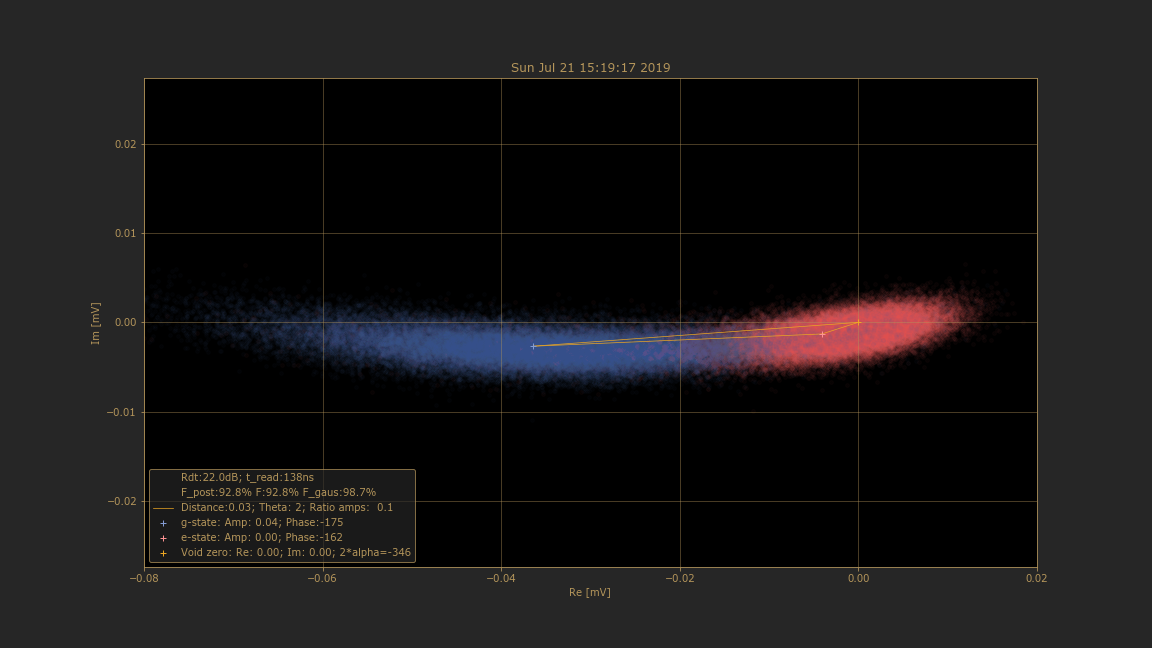 Sun Jul 21 15:19:17 2019
0.02
0.01
0.00
−0.01
−0.02
Im [mV]
Rdt:22.0dB; t_read:138ns
F_post:92.8% F:92.8% F_gaus:98.7%
Distance:0.03; Theta: 2; Ratio amps:  0.1
g-state: Amp: 0.04; Phase:-175
e-state: Amp: 0.00; Phase:-162
Void zero: Re: 0.00; Im: 0.00; 2*alpha=-346
−0.08 −0.06 −0.04 −0.02 0.00 0.02
Re [mV]